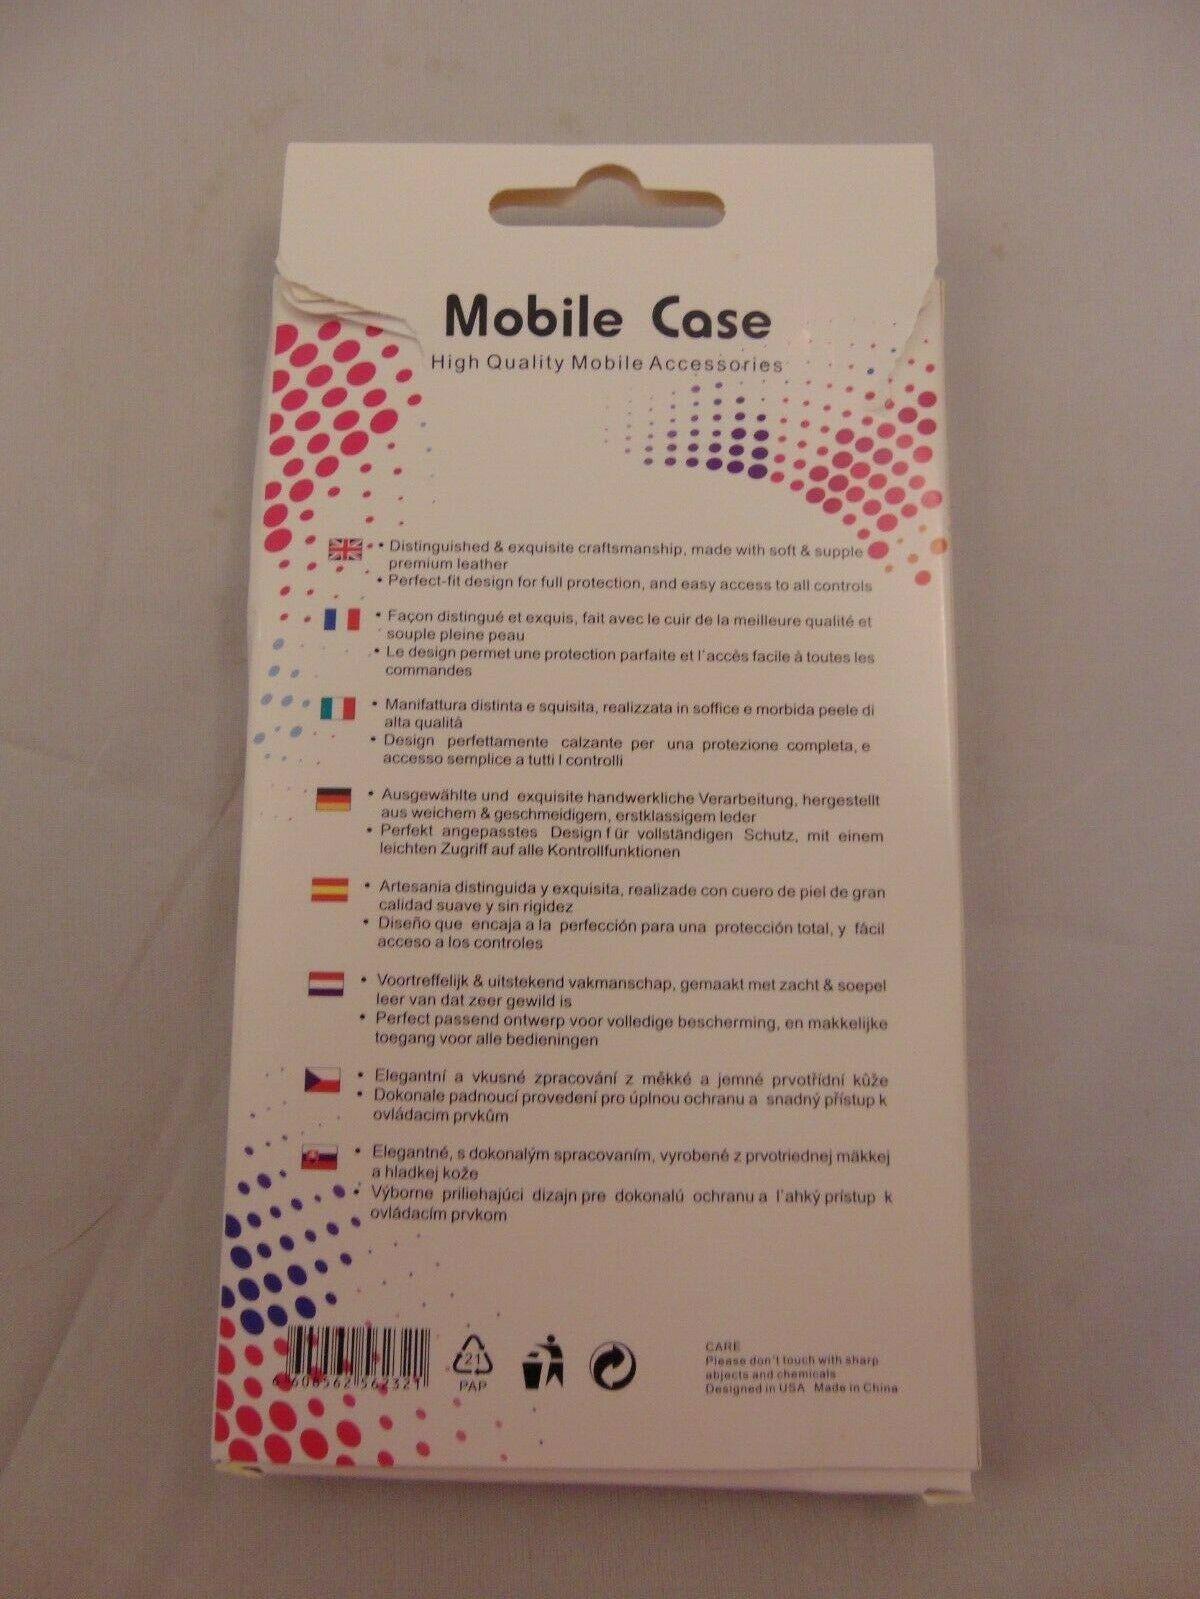 Mobile Case
High Quality Mobile Accessories
• Distinguished & exquisite craftsmanship, made with soft & supple
premium leather
• Perfect-fit design for full protection, and easy access to all controls
• Façon distingué et exquis, fait avec le cuir de la meilleure qualité et
souple pleine peau
• Le design permet une protection parfaite et l'accès facile à toutes les
commandes
• Manifattura distinta e squisita, realizzata in soffice e morbida peele di
alta qualità
• Design perfettamente calzante per una protezione completa, e
accesso semplice a tutti I controlli
• Ausgewählte und exquisite handwerkliche Verarbeitung, hergestellt
aus weichem & geschmeidigem, erstklassigem leder
• Perfekt angepasstes Design f ür vollständigen Schutz, mit einem
leichten Zugriff auf alle Kontrollfunktionen
• Artesania distinguida y exquisita, realizade con cuero de piel de gran
calidad suave y sin rigidez
• Diseño que encaja a la perfección para una protección total, y fácil
acceso a los controles
• Voortreffelijk & uitstekend vakmanschap, gemaakt met zacht & soepel
leer van dat zeer gewild is
• Perfect passend ontwerp voor volledige bescherming, en makkelijke
toegang voor alle bedieningen
• Elegantní a vkusné zpracování z měkké a jemné prvotřídní kůže
• Dokonale padnoucí provedení pro úplnou ochranu a snadný přístup k
ovládacim prvkům
• Elegantné, s dokonalým spracovaním, vyrobené z prvotriednej mäkkej
a hladkej kože
• Výborne priliehajúci dizajn pre dokonalú ochranu a l'ahký prístup k
ovládacím prvkom
21
PAP
CARE
Please don't touch with sharp
abjects and chemicals
Designed in USA Made in China